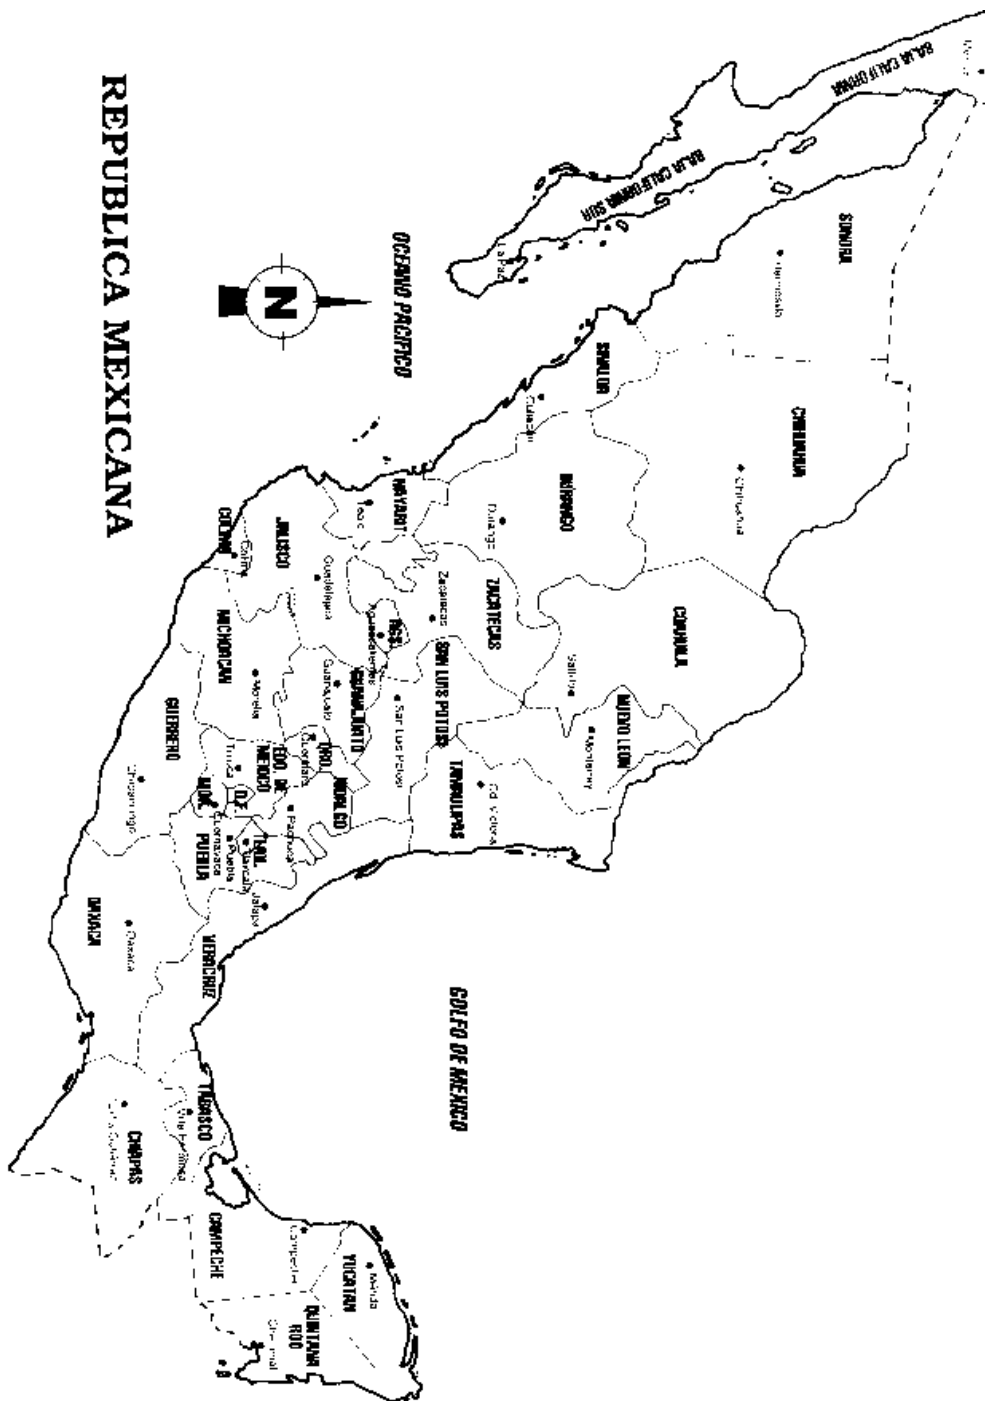 REPUBLICA MEXICANA
BAJA CALIFORNIA
BAJA CALIFORNIA SUR
La Paz
SONORA
Hermosillo
OCEANO PACIFICO
N
SINALOA
Culiacán
CHIHUAHUA
Chihuahua
DURANGO
Durango
COAHUILA
Saltillo
NUEVO LEON
Monterrey
NAYARIT
Tepic
ZACATECAS
Zacatecas
JALISCO
Guadalajara
COLIMA
Colima
AGS.
Aguascalientes
SAN LUIS POTOSI
San Luis Potosí
TAMAULIPAS
Cd. Victoria
MICHOACAN
Morelia
GUANAJUATO
Guanajuato
QRO.
Querétaro
HIDALGO
Pachuca
EDO. DE
MEXICO
Toluca
D.F.
MOR.
Cuernavaca
TLAX.
Tlaxcala
PUEBLA
Puebla
GUERRERO
Chilpancingo
VERACRUZ
Jalapa
OAXACA
Oaxaca
GOLFO DE MEXICO
TABASCO
CHIAPAS
CAMPECHE
Campeche
YUCATAN
Mérida
QUINTANA
ROO
Chetumal